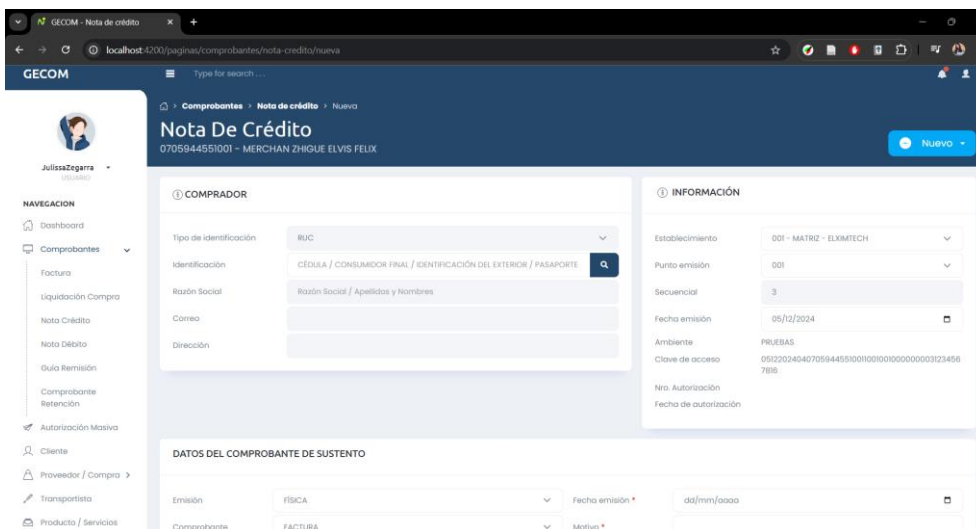 GECOM - Nota de crédito
localhost:4200/paginas/comprobantes/nota-credito/nueva
GECOM
Type for search . . .
Comprobantes > Nota de crédito > Nueva
Nota De Crédito
0705944551001 - MERCHAN ZHIGUE ELVIS FELIX
Nuevo
JulissaZegarra
USUARIO
NAVEGACION
Dashboard
Comprobantes
Factura
Liquidación Compra
Nota Crédito
Nota Débito
Guía Remisión
Comprobante
Retención
Autorización Masiva
Cliente
Proveedor / Compra >
Transportista
Producto / Servicios
COMPRADOR
Tipo de identificación RUC
Identificación CÉDULA / CONSUMIDOR FINAL / IDENTIFICACIÓN DEL EXTERIOR / PASAPORTE
Razón Social Razón Social / Apellidos y Nombres
Correo
Dirección
INFORMACIÓN
Establecimiento 001 - MATRIZ - ELXIMTECH
Punto emisión 001
Secuencial 3
Fecha emisión 05/12/2024
Ambiente PRUEBAS
Clave de acceso
Nro. Autorización
Fecha de autorización
DATOS DEL COMPROBANTE DE SUSTENTO
Emisión FÍSICA Fecha emisión * dd/mm/aaaa
Comprobante FACTURA Motivo *